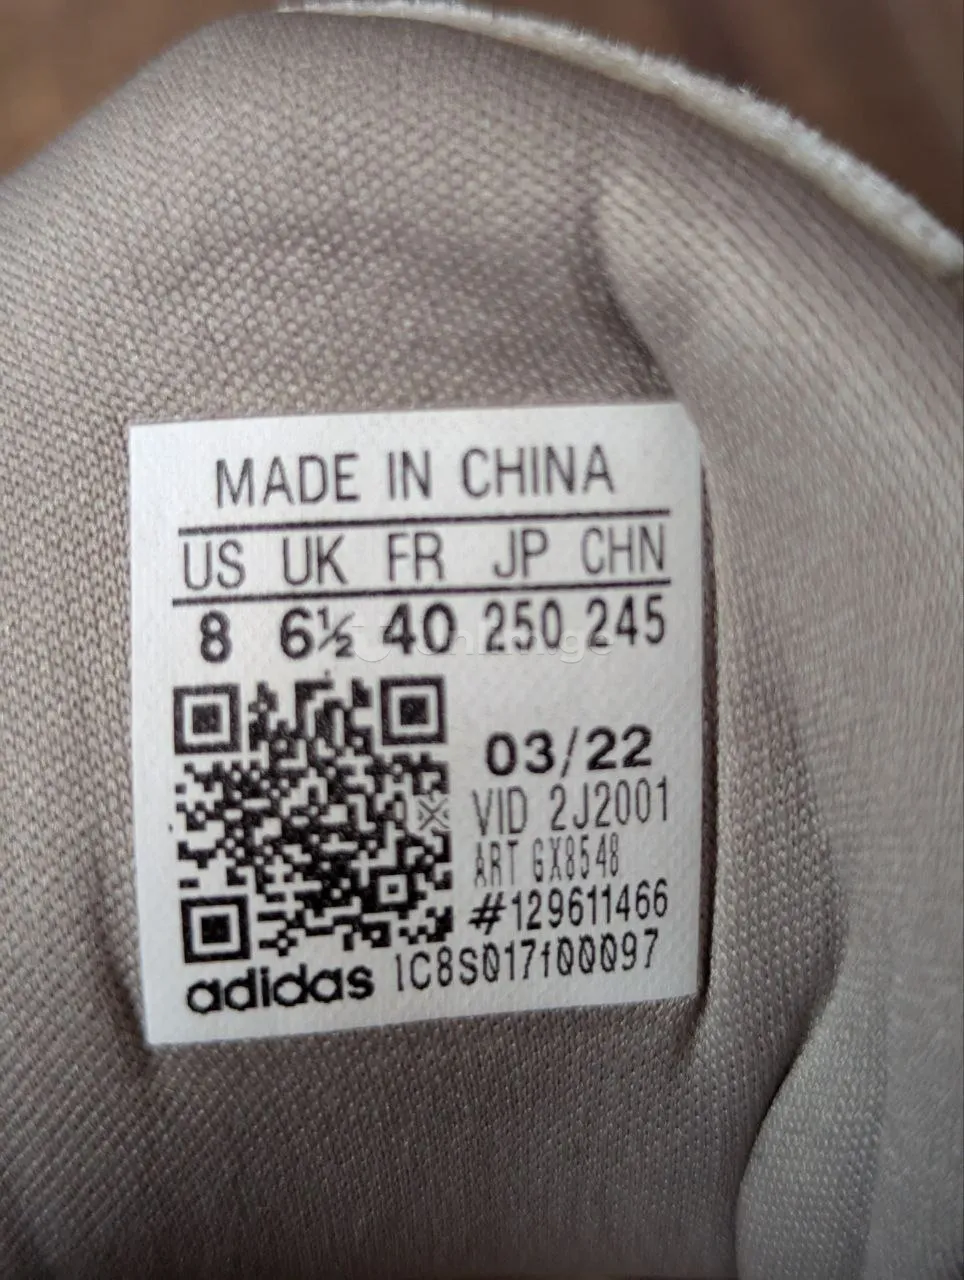 MADE IN CHINA
US UK FR JP CHN
8 6½ 40 250 245
03/22
VID 2J2001
ART GX8548
#129611466
adidas 1C8S017f00097